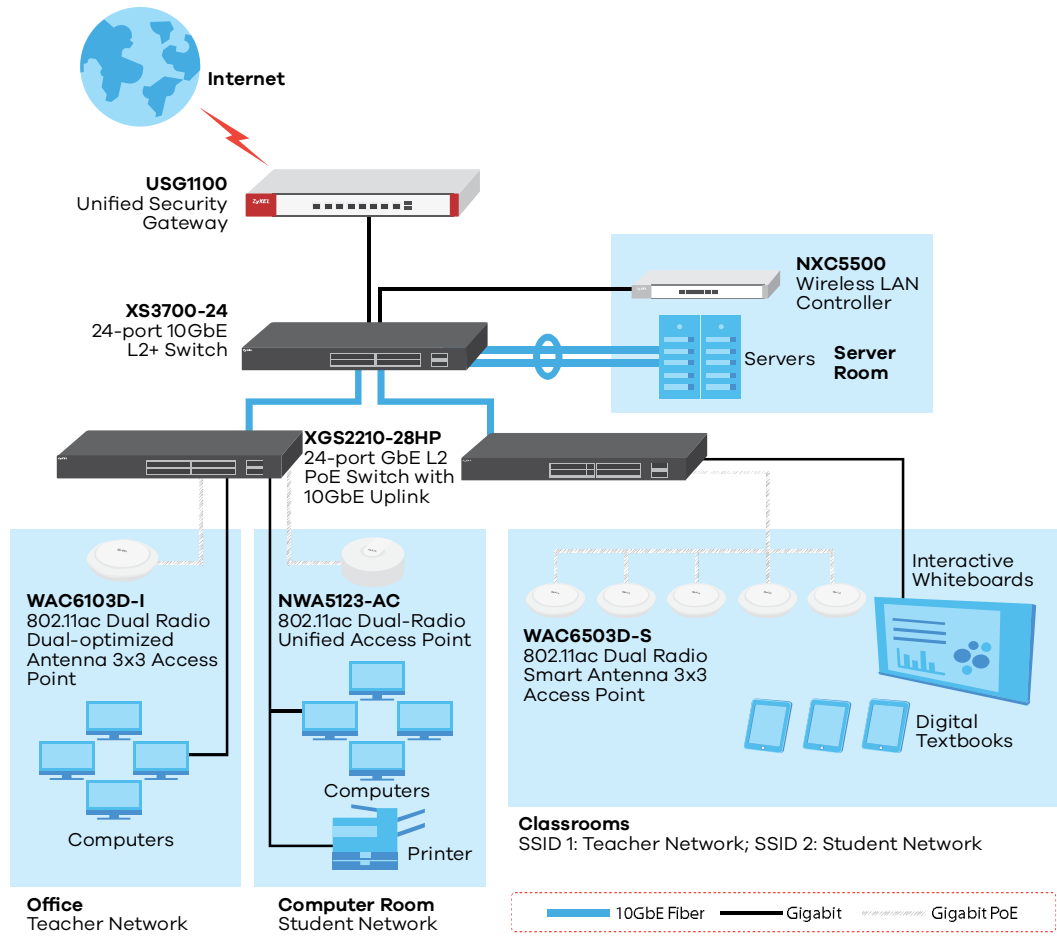 Internet
USG1100
Unified Security
Gateway
ZyXEL
NXC5500
Wireless LAN
Controller
XS3700-24
24-port 10GbE
L2+ Switch
Servers
Server
Room
XGS2210-28HP
24-port GbE L2
PoE Switch with
10GbE Uplink
WAC6103D-I
802.11ac Dual Radio
Dual-optimized
Antenna 3x3 Access
Point
Computers
NWA5123-AC
802.11ac Dual-Radio
Unified Access Point
Computers
Printer
Interactive
Whiteboards
WAC6503D-S
802.11ac Dual Radio
Smart Antenna 3x3
Access Point
Digital
Textbooks
Classrooms
SSID 1: Teacher Network; SSID 2: Student Network
Office
Teacher Network
Computer Room
Student Network
10GbE Fiber
Gigabit
Gigabit PoE